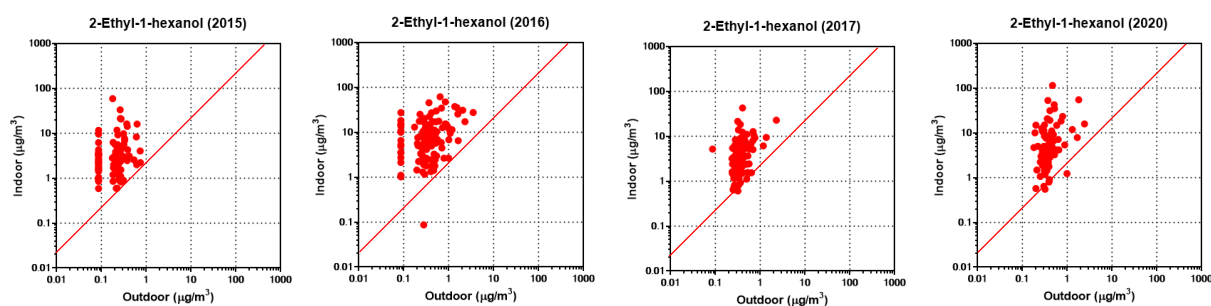 2-Ethyl-1-hexanol (2015)
1000
100
10
1
0.1
0.01
Indoor (μg/m³)
0.01 0.1 1 10 100 1000
Outdoor (μg/m³)
2-Ethyl-1-hexanol (2016)
1000
100
10
1
0.1
0.01
Indoor (μg/m³)
0.01 0.1 1 10 100 1000
Outdoor (μg/m³)
2-Ethyl-1-hexanol (2017)
1000
100
10
1
0.1
0.01
Indoor (μg/m³)
0.01 0.1 1 10 100 1000
Outdoor (μg/m³)
2-Ethyl-1-hexanol (2020)
1000
100
10
1
0.1
0.01
Indoor (μg/m³)
0.01 0.1 1 10 100 1000
Outdoor (μg/m³)